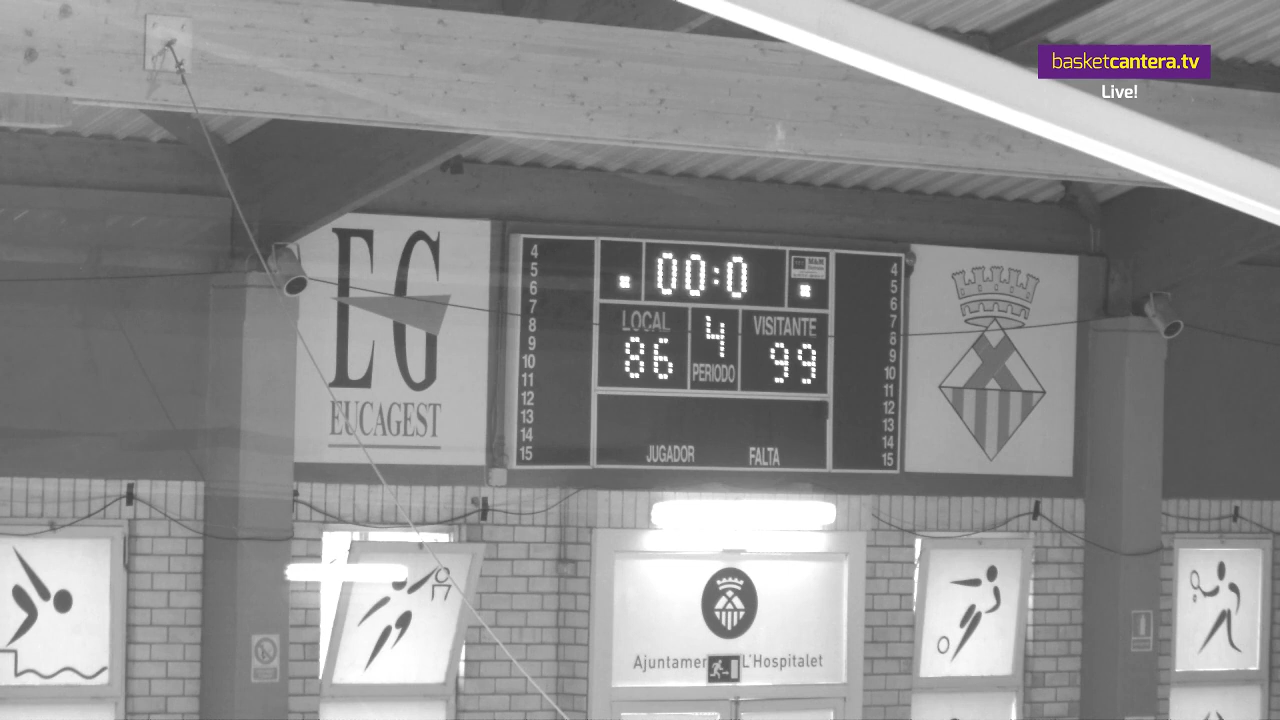 basketcantera.tv
Live!
EG
EUCAGEST
4
5
6
7
8
9
10
11
12
13
14
15
00:0
LOCAL
VISITANTE
86
4
99
PERIODO
JUGADOR
FALTA
4
5
6
7
8
9
10
11
12
13
14
15
Ajuntamen L'Hospitalet